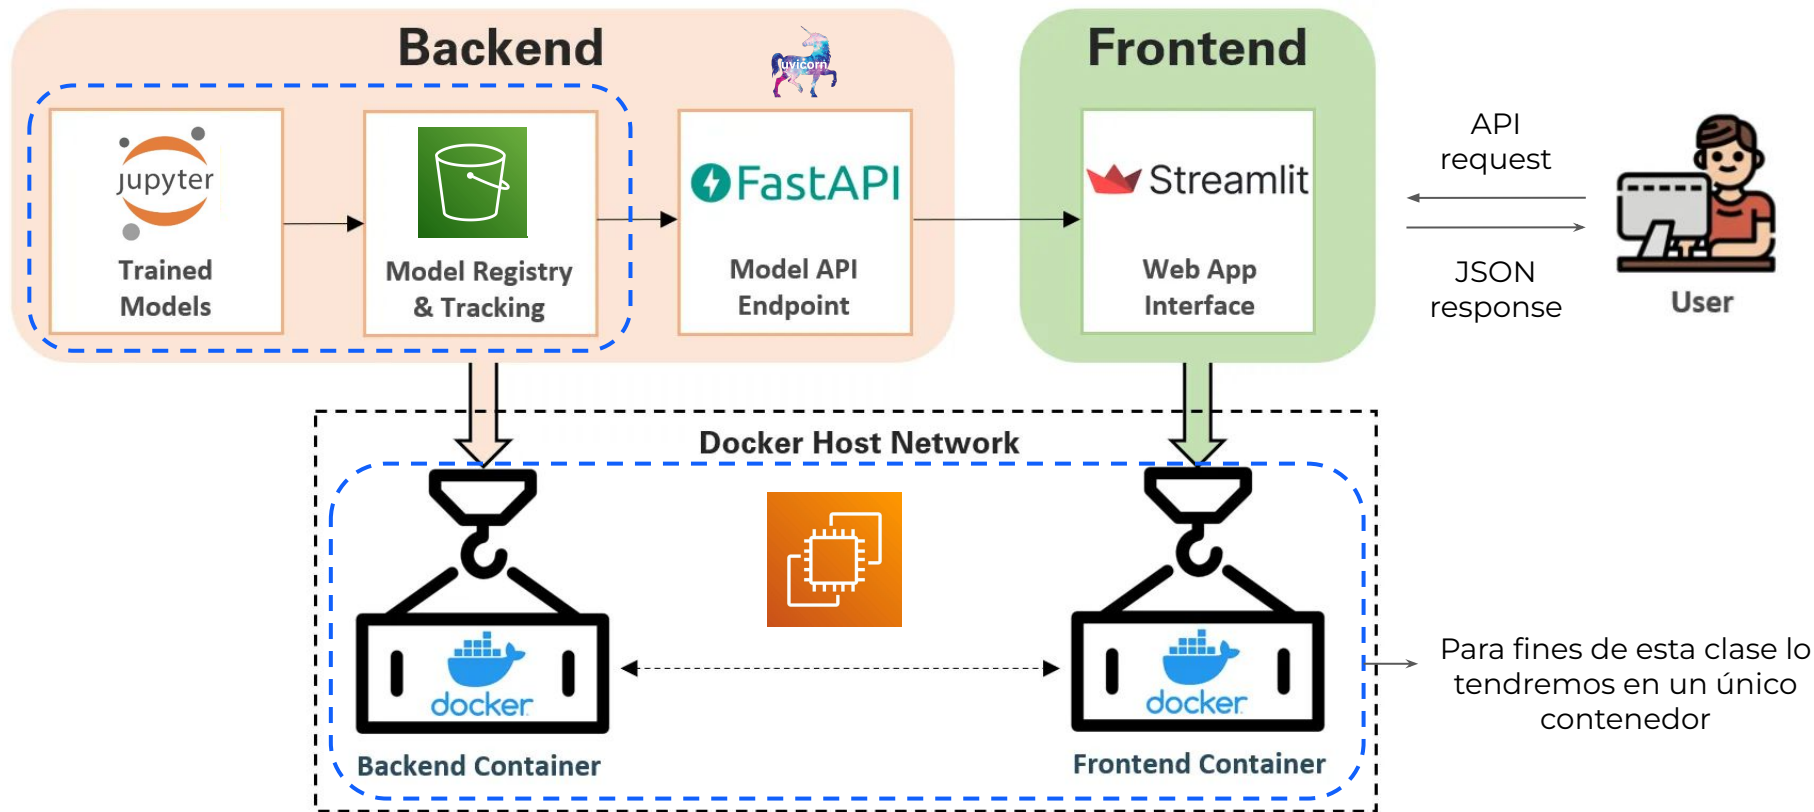 Backend
uvicorn
Frontend
jupyter
Trained
Models
Model Registry
& Tracking
FastAPI
Model API
Endpoint
Streamlit
Web App
Interface
API
request
JSON
response
User
Docker Host Network
docker
Backend Container
docker
Frontend Container
Para fines de esta clase lo
tendremos en un único
contenedor